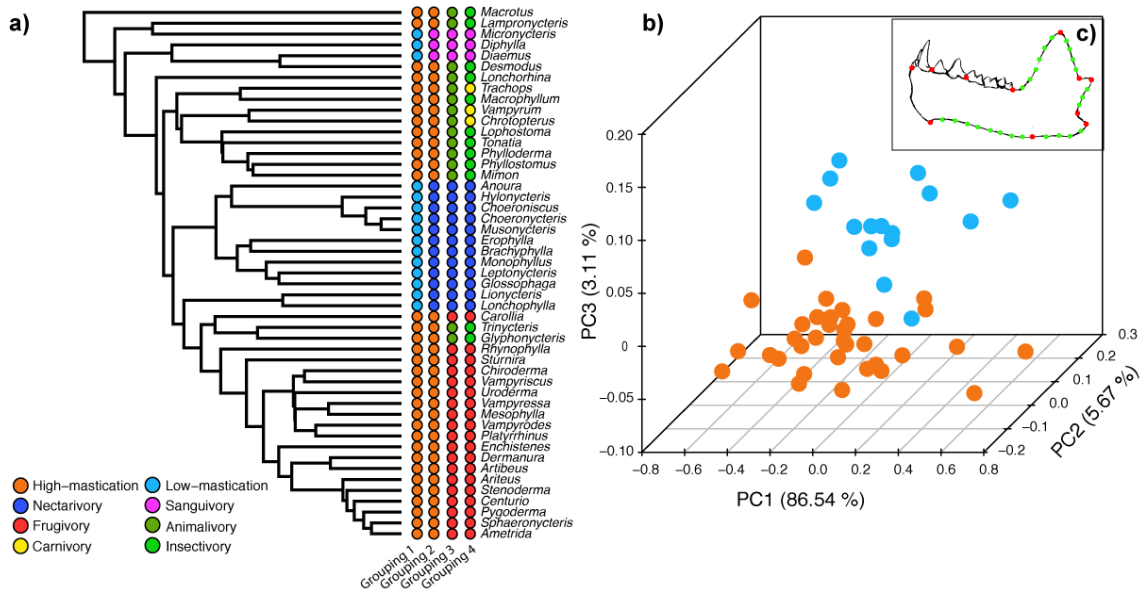 a)
Macrotus
Lampronycteris
Micronycteris
Diphylla
Diaemus
Desmodus
Lonchorhina
Trachops
Macrophyllum
Vampyrum
Chrotopterus
Lophostoma
Tonatia
Phylloderma
Phyllostomus
Mimon
Anoura
Hylonycteris
Choeroniscus
Choeronycteris
Musonycteris
Erophylla
Brachyphylla
Monophyllus
Leptonycteris
Glossophaga
Lionycteris
Lonchophylla
Carollia
Trinycteris
Glyphonycteris
Rhynophylla
Sturnira
Chiroderma
Vampyriscus
Uroderma
Vampyressa
Mesophylla
Vampyrodes
Platyrrhinus
Enchistenes
Dermanura
Artibeus
Ariteus
Stenoderma
Centurio
Pygoderma
Sphaeronycteris
Ametrida
High−mastication
Low−mastication
Nectarivory
Sanguivory
Frugivory
Animalivory
Carnivory
Insectivory
Grouping 1
Grouping 2
Grouping 3
Grouping 4
b)
c)
PC3 (3.11 %)
0.20
0.15
0.10
0.05
0
−0.05
−0.10
−0.8
−0.6
−0.4
−0.2
0.0
0.2
0.4
0.6
0.8
PC1 (86.54 %)
0.3
0.2
0.1
0.0
−0.1
−0.2
PC2 (5.67 %)